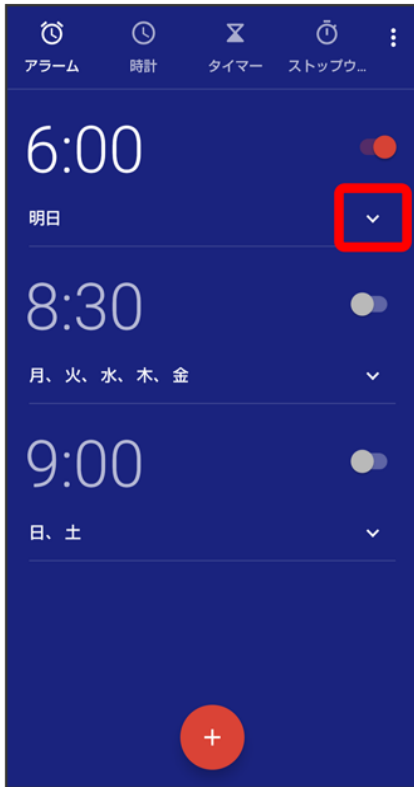 アラーム 時計 タイマー ストップウ...
6:00
明日
8:30
月、火、水、木、金
9:00
日、土